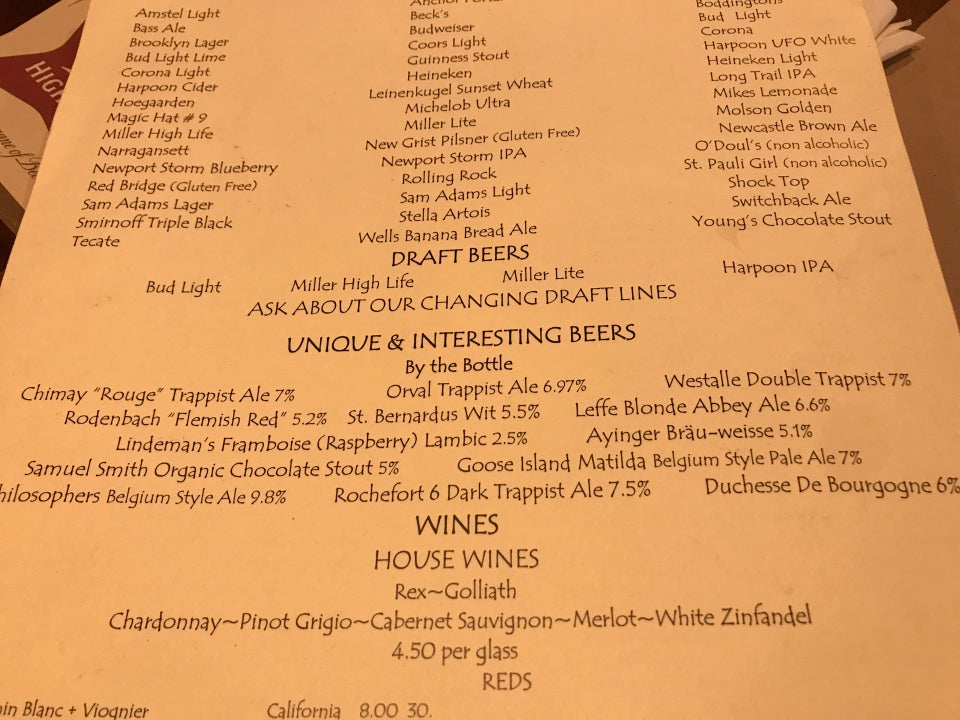 Boddingtons
Amstel Light Beck's Bud Light
Bass Ale Budweiser Corona
Brooklyn Lager Coors Light Harpoon UFO White
Bud Light Lime Guinness Stout Heineken Light
Corona Light Heineken Long Trail IPA
Harpoon Cider Leinenkugel Sunset Wheat Mikes Lemonade
Hoegaarden Michelob Ultra Molson Golden
Magic Hat # 9 Miller Lite Newcastle Brown Ale
Miller High Life New Grist Pilsner (Gluten Free) O'Doul's (non alcoholic)
Narragansett Newport Storm IPA St. Pauli Girl (non alcoholic)
Newport Storm Blueberry Rolling Rock Shock Top
Red Bridge (Gluten Free) Sam Adams Light Switchback Ale
Sam Adams Lager Stella Artois Young's Chocolate Stout
Smirnoff Triple Black Wells Banana Bread Ale
Tecate
DRAFT BEERS
Bud Light Miller High Life Miller Lite Harpoon IPA
ASK ABOUT OUR CHANGING DRAFT LINES
UNIQUE & INTERESTING BEERS
By the Bottle
Chimay "Rouge" Trappist Ale 7% Orval Trappist Ale 6.97% Westalle Double Trappist 7%
Rodenbach "Flemish Red" 5.2% St. Bernardus Wit 5.5% Leffe Blonde Abbey Ale 6.6%
Lindeman's Framboise (Raspberry) Lambic 2.5% Ayinger Bräu-weisse 5.1%
Samuel Smith Organic Chocolate Stout 5% Goose Island Matilda Belgium Style Pale Ale 7%
hilosophers Belgium Style Ale 9.8% Rochefort 6 Dark Trappist Ale 7.5% Duchesse De Bourgogne 6%
WINES
HOUSE WINES
Rex~Golliath
Chardonnay~Pinot Grigio~Cabernet Sauvignon~Merlot~White Zinfandel
4.50 per glass
REDS
in Blanc + Viognier California 8.00 30.
HIGH